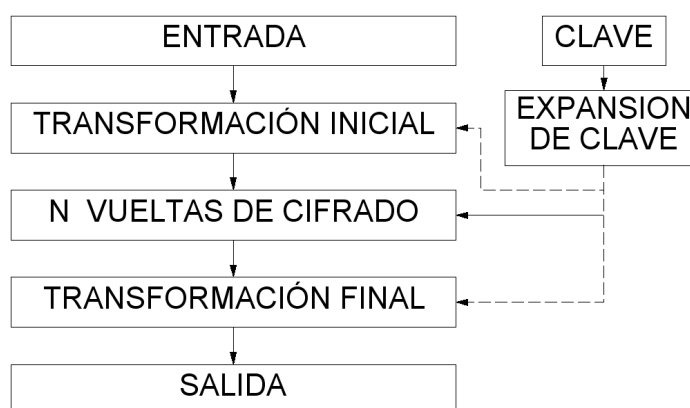 ENTRADA
CLAVE
TRANSFORMACIÓN INICIAL
EXPANSION
DE CLAVE
N VUELTAS DE CIFRADO
TRANSFORMACIÓN FINAL
SALIDA